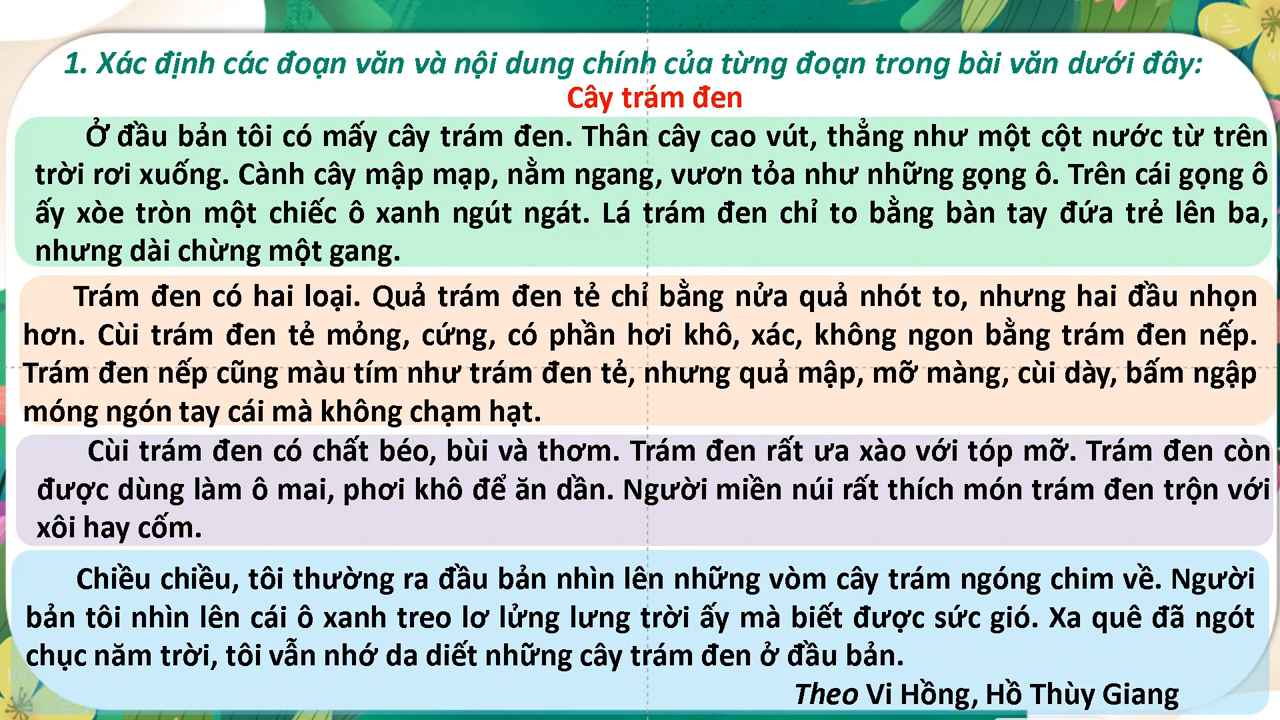 1. Xác định các đoạn văn và nội dung chính của từng đoạn trong bài văn dưới đây:
Cây trám đen
Ở đầu bản tôi có mấy cây trám đen. Thân cây cao vút, thẳng như một cột nước từ trên
trời rơi xuống. Cành cây mập mạp, nằm ngang, vươn tỏa như những gọng ô. Trên cái gọng ô
ấy xòe tròn một chiếc ô xanh ngút ngát. Lá trám đen chỉ to bằng bàn tay đứa trẻ lên ba,
nhưng dài chừng một gang.
Trám đen có hai loại. Quả trám đen tẻ chỉ bằng nửa quả nhót to, nhưng hai đầu nhọn
hơn. Cùi trám đen tẻ mỏng, cứng, có phần hơi khô, xác, không ngon bằng trám đen nếp.
Trám đen nếp cũng màu tím như trám đen tẻ, nhưng quả mập, mỡ màng, cùi dày, bấm ngập
móng ngón tay cái mà không chạm hạt.
Cùi trám đen có chất béo, bùi và thơm. Trám đen rất ưa xào với tóp mỡ. Trám đen còn
được dùng làm ô mai, phơi khô để ăn dần. Người miền núi rất thích món trám đen trộn với
xôi hay cốm.
Chiều chiều, tôi thường ra đầu bản nhìn lên những vòm cây trám ngóng chim về. Người
bản tôi nhìn lên cái ô xanh treo lơ lửng lưng trời ấy mà biết được sức gió. Xa quê đã ngót
chục năm trời, tôi vẫn nhớ da diết những cây trám đen ở đầu bản.
Theo Vi Hồng, Hồ Thùy Giang